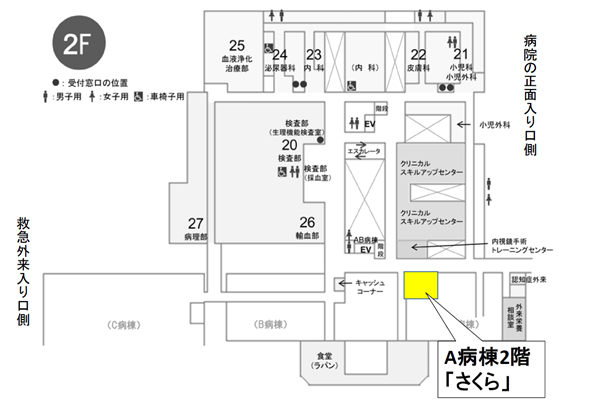 2F
●：受付窓口の位置
：男子用 ：女子用 ：車椅子用
25
血液浄化
治療部
24
泌尿器科
23
内 科
（内 科）
22
皮膚科
21
小児科
小児外科
病院の正面入り口側
階段
EV
小児外科
検査部
（生理機能検査室）
20
検査部
検査部
（採血室）
エスカレータ
クリニカル
スキルアップセンター
クリニカル
スキルアップセンター
27
病理部
26
輸血部
AB病棟
EV
階段
内視鏡手術
トレーニングセンター
救急外来入り口側
キャッシュ
コーナー
認知症外来
外来栄養
相談室
（C病棟）
（B病棟）
病棟）
食堂
（ラパン）
A病棟2階
「さくら」